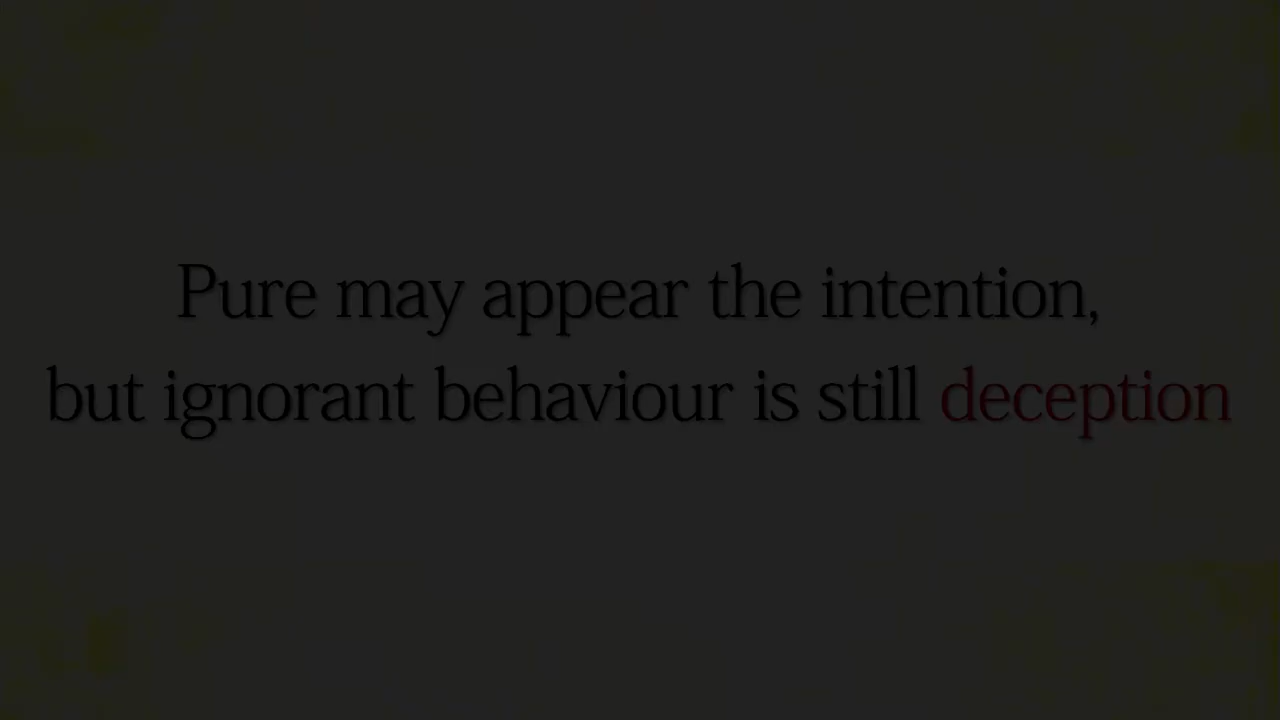 Pure may appear the intention,
but ignorant behaviour is still deception